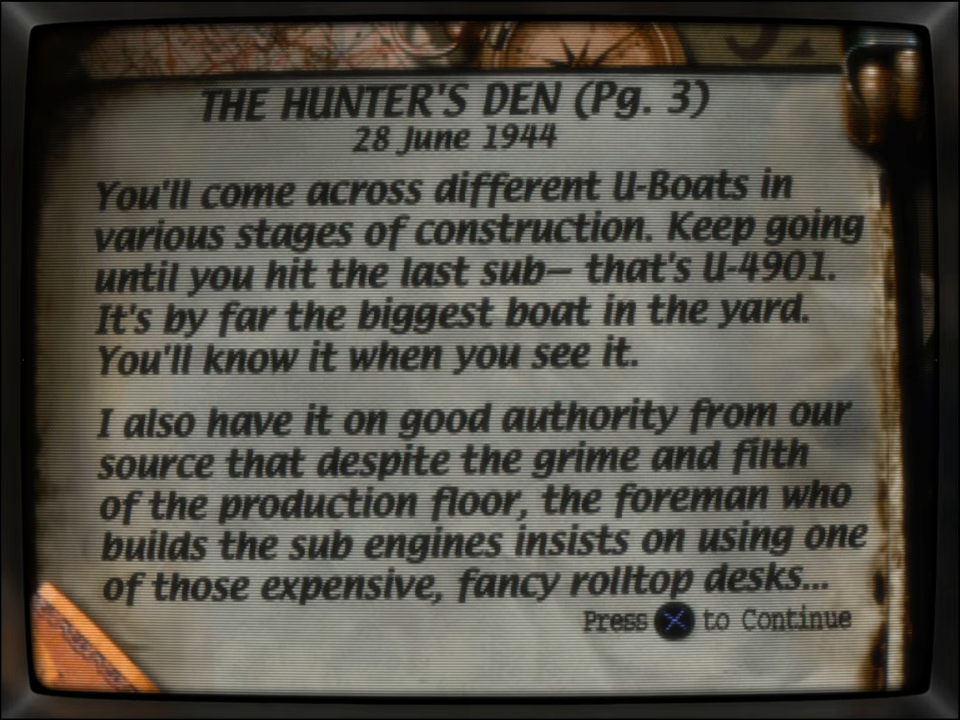 THE HUNTER'S DEN (Pg. 3)
28 June 1944
You'll come across different U-Boats in
various stages of construction. Keep going
until you hit the last sub— that's U-4901.
It's by far the biggest boat in the yard.
You'll know it when you see it.
I also have it on good authority from our
source that despite the grime and filth
of the production floor, the foreman who
builds the sub engines insists on using one
of those expensive, fancy rolltop desks...
Press X to Continue